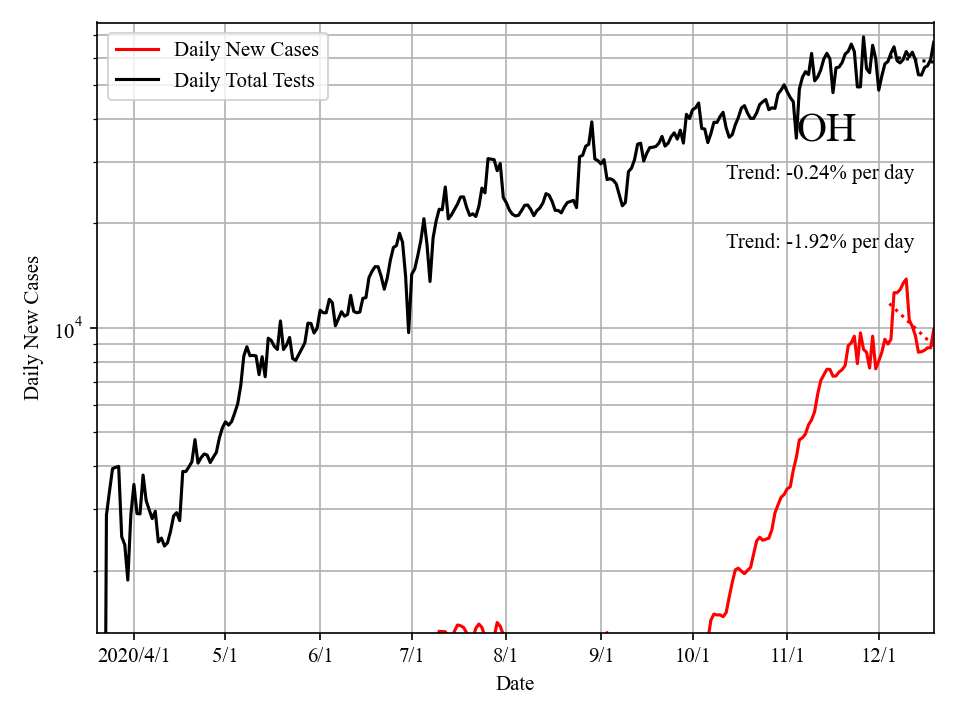 Daily New Cases
Daily Total Tests
OH
Trend: -0.24% per day
Trend: -1.92% per day
Daily New Cases
10^4
2020/4/1 5/1 6/1 7/1 8/1 9/1 10/1 11/1 12/1
Date